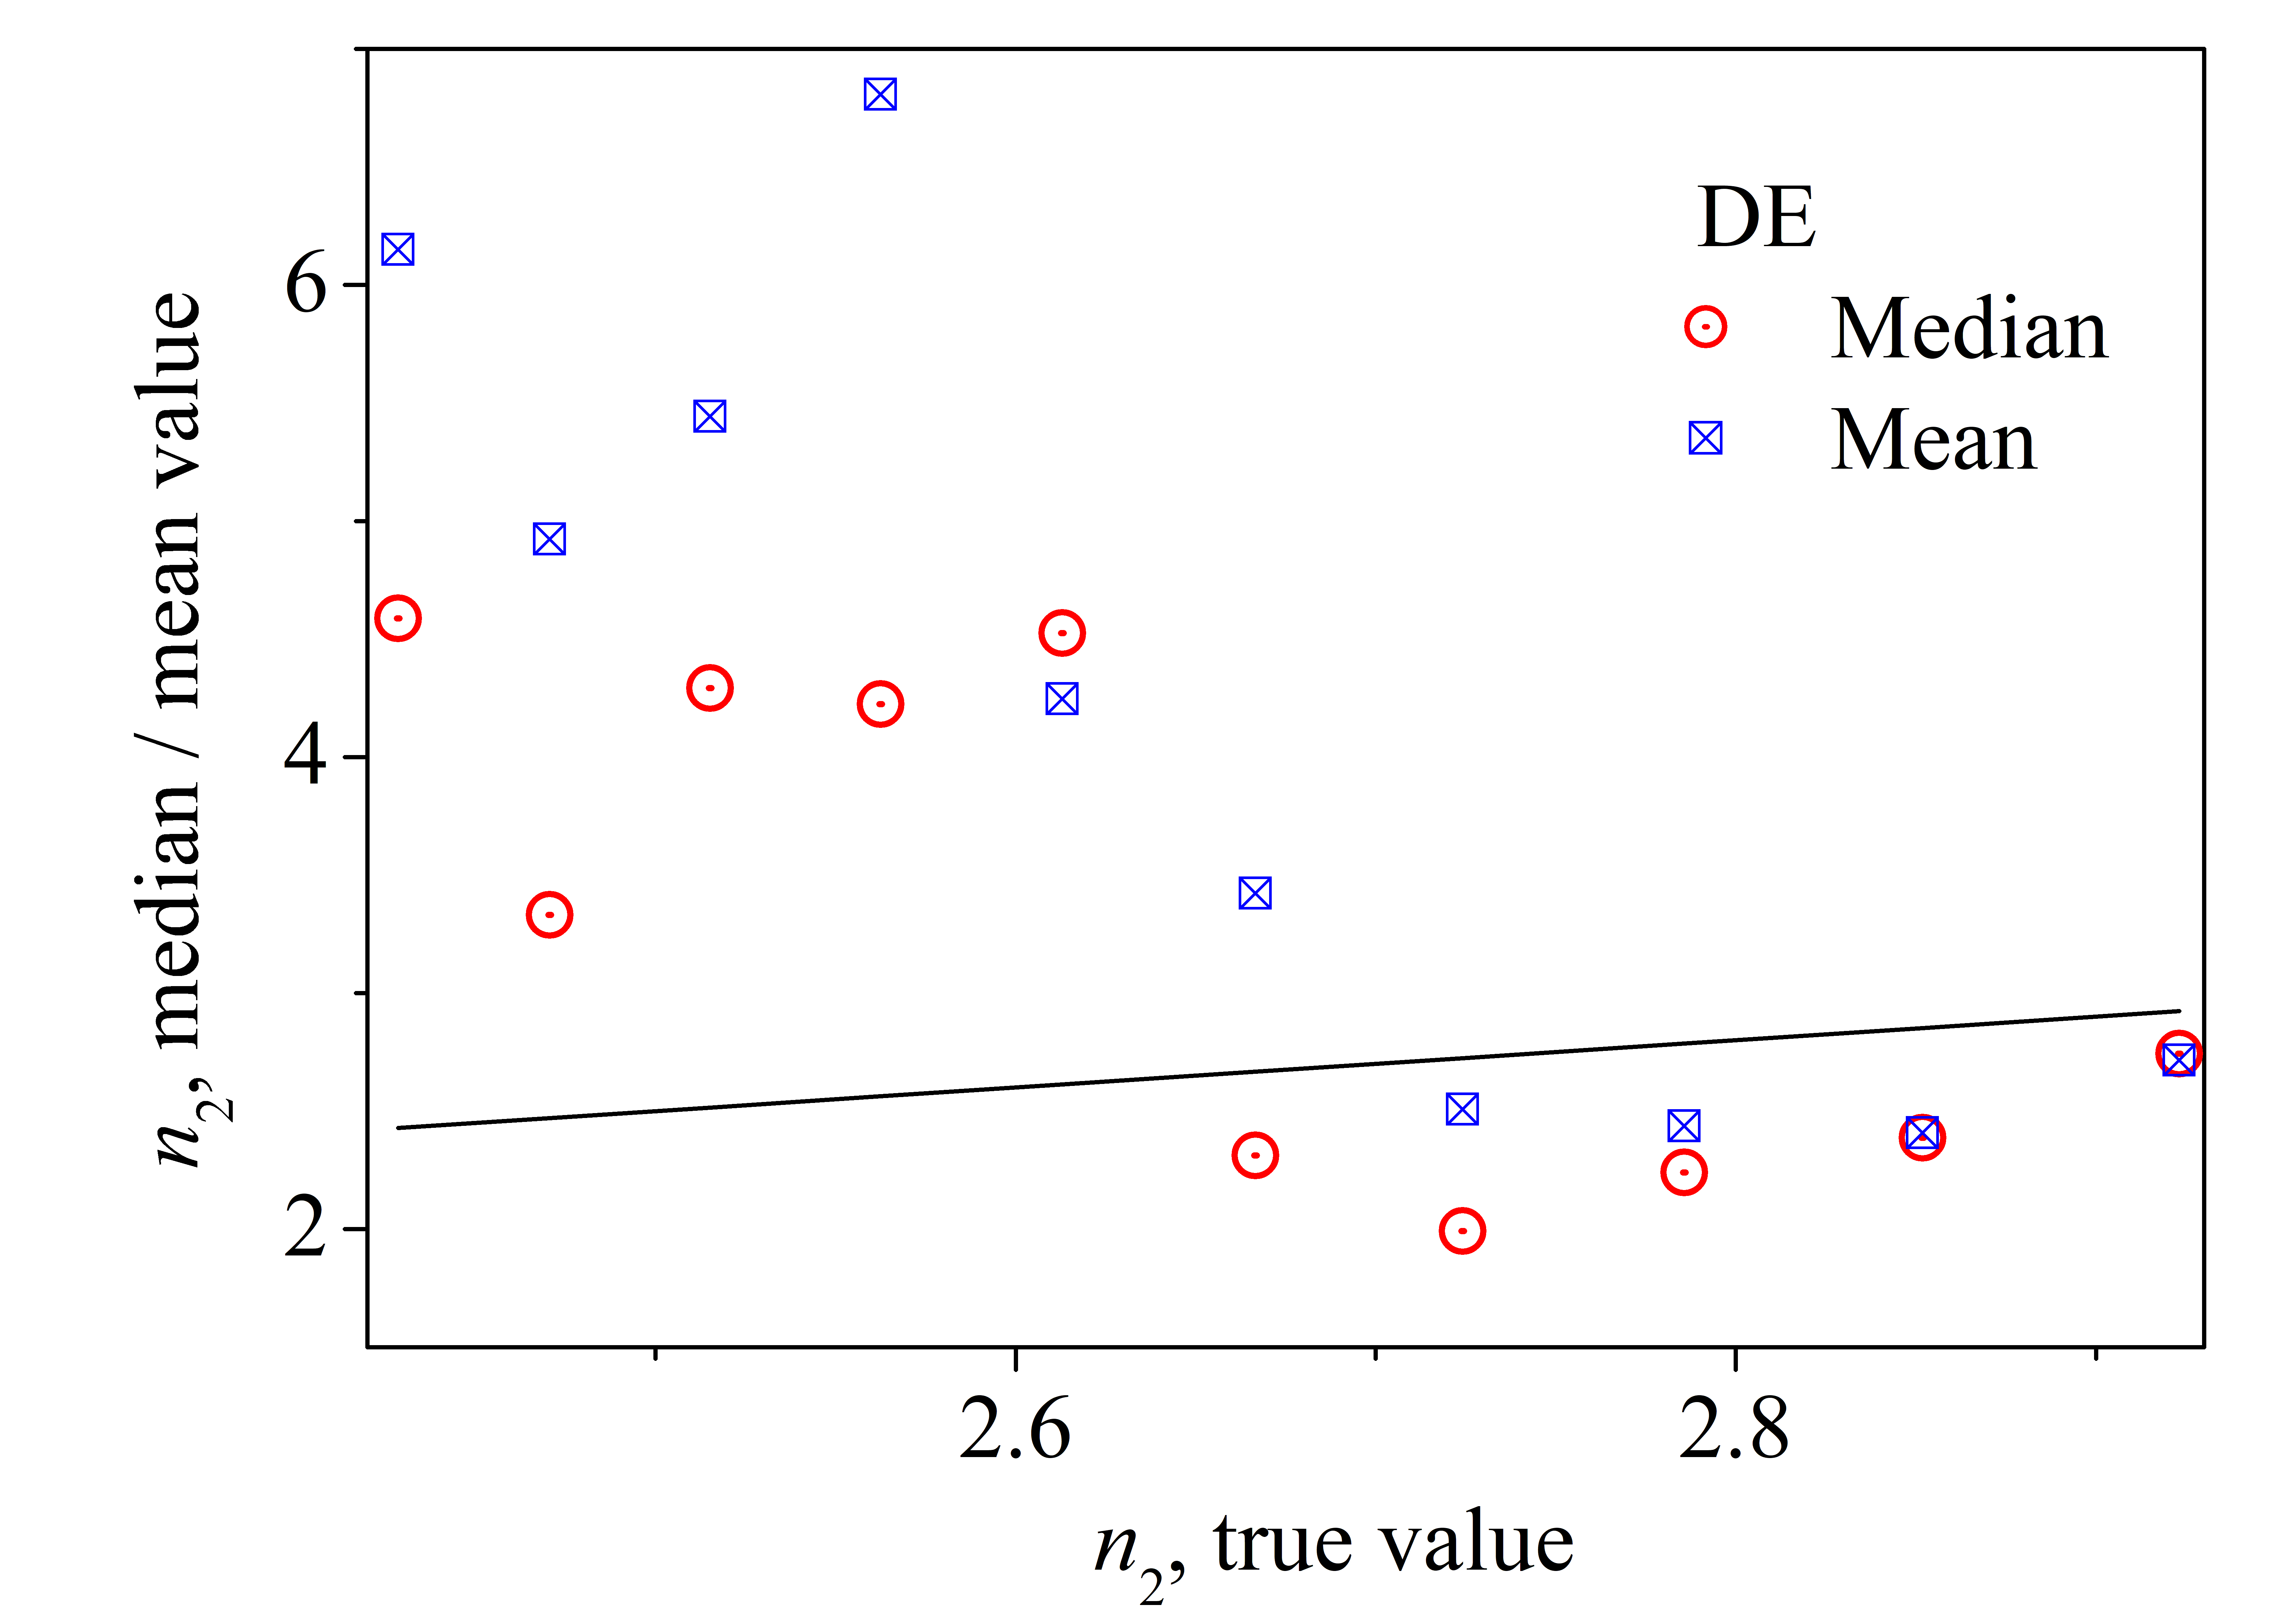 DE
Median
Mean
6
4
2
n2, median / mean value
2.6
2.8
n2, true value